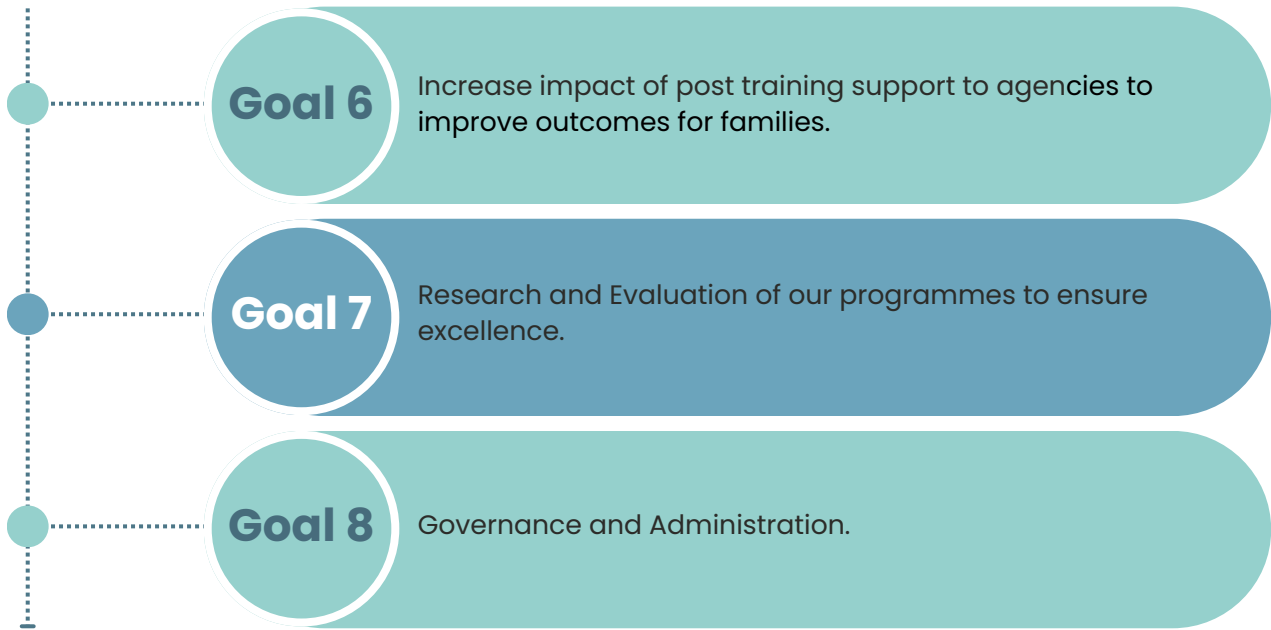 Goal 6
Increase impact of post training support to agencies to
improve outcomes for families.
Goal 7
Research and Evaluation of our programmes to ensure
excellence.
Goal 8
Governance and Administration.